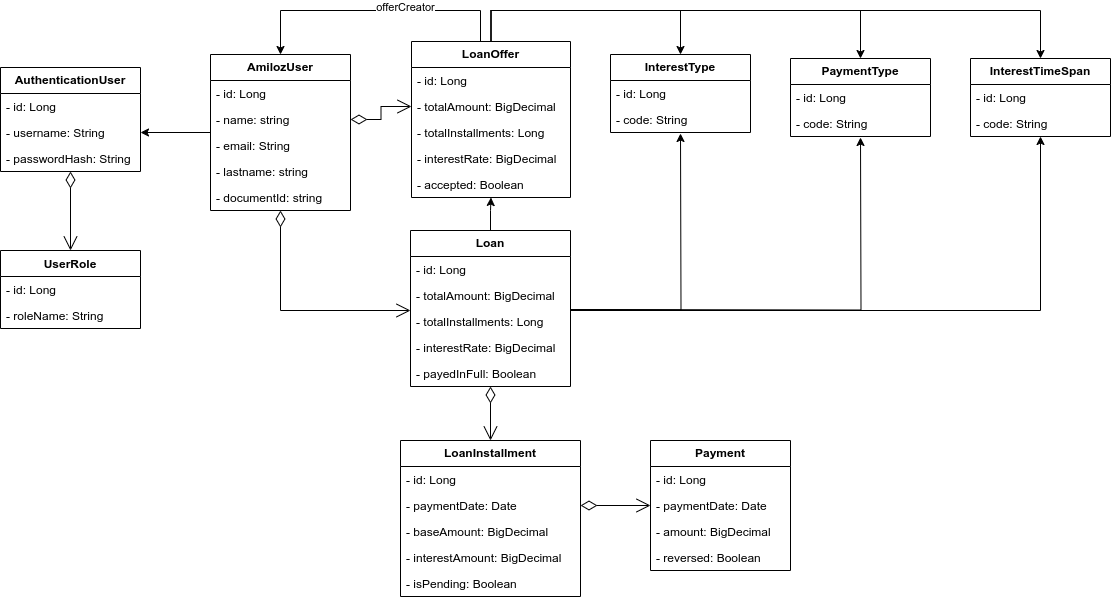 offerCreator
AuthenticationUser
- id: Long
- username: String
- passwordHash: String
AmilozUser
- id: Long
- name: string
- email: String
- lastname: string
- documentId: string
LoanOffer
- id: Long
- totalAmount: BigDecimal
- totalInstallments: Long
- interestRate: BigDecimal
- accepted: Boolean
InterestType
- id: Long
- code: String
PaymentType
- id: Long
- code: String
InterestTimeSpan
- id: Long
- code: String
UserRole
- id: Long
- roleName: String
Loan
- id: Long
- totalAmount: BigDecimal
- totalInstallments: Long
- interestRate: BigDecimal
- payedInFull: Boolean
LoanInstallment
- id: Long
- paymentDate: Date
- baseAmount: BigDecimal
- interestAmount: BigDecimal
- isPending: Boolean
Payment
- id: Long
- paymentDate: Date
- amount: BigDecimal
- reversed: Boolean